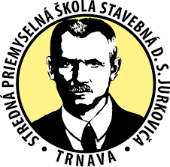 STREDNÁ PRIEMYSELNÁ ŠKOLA STAVEBNÁ D. S. JURKOVIČA
• TRNAVA •